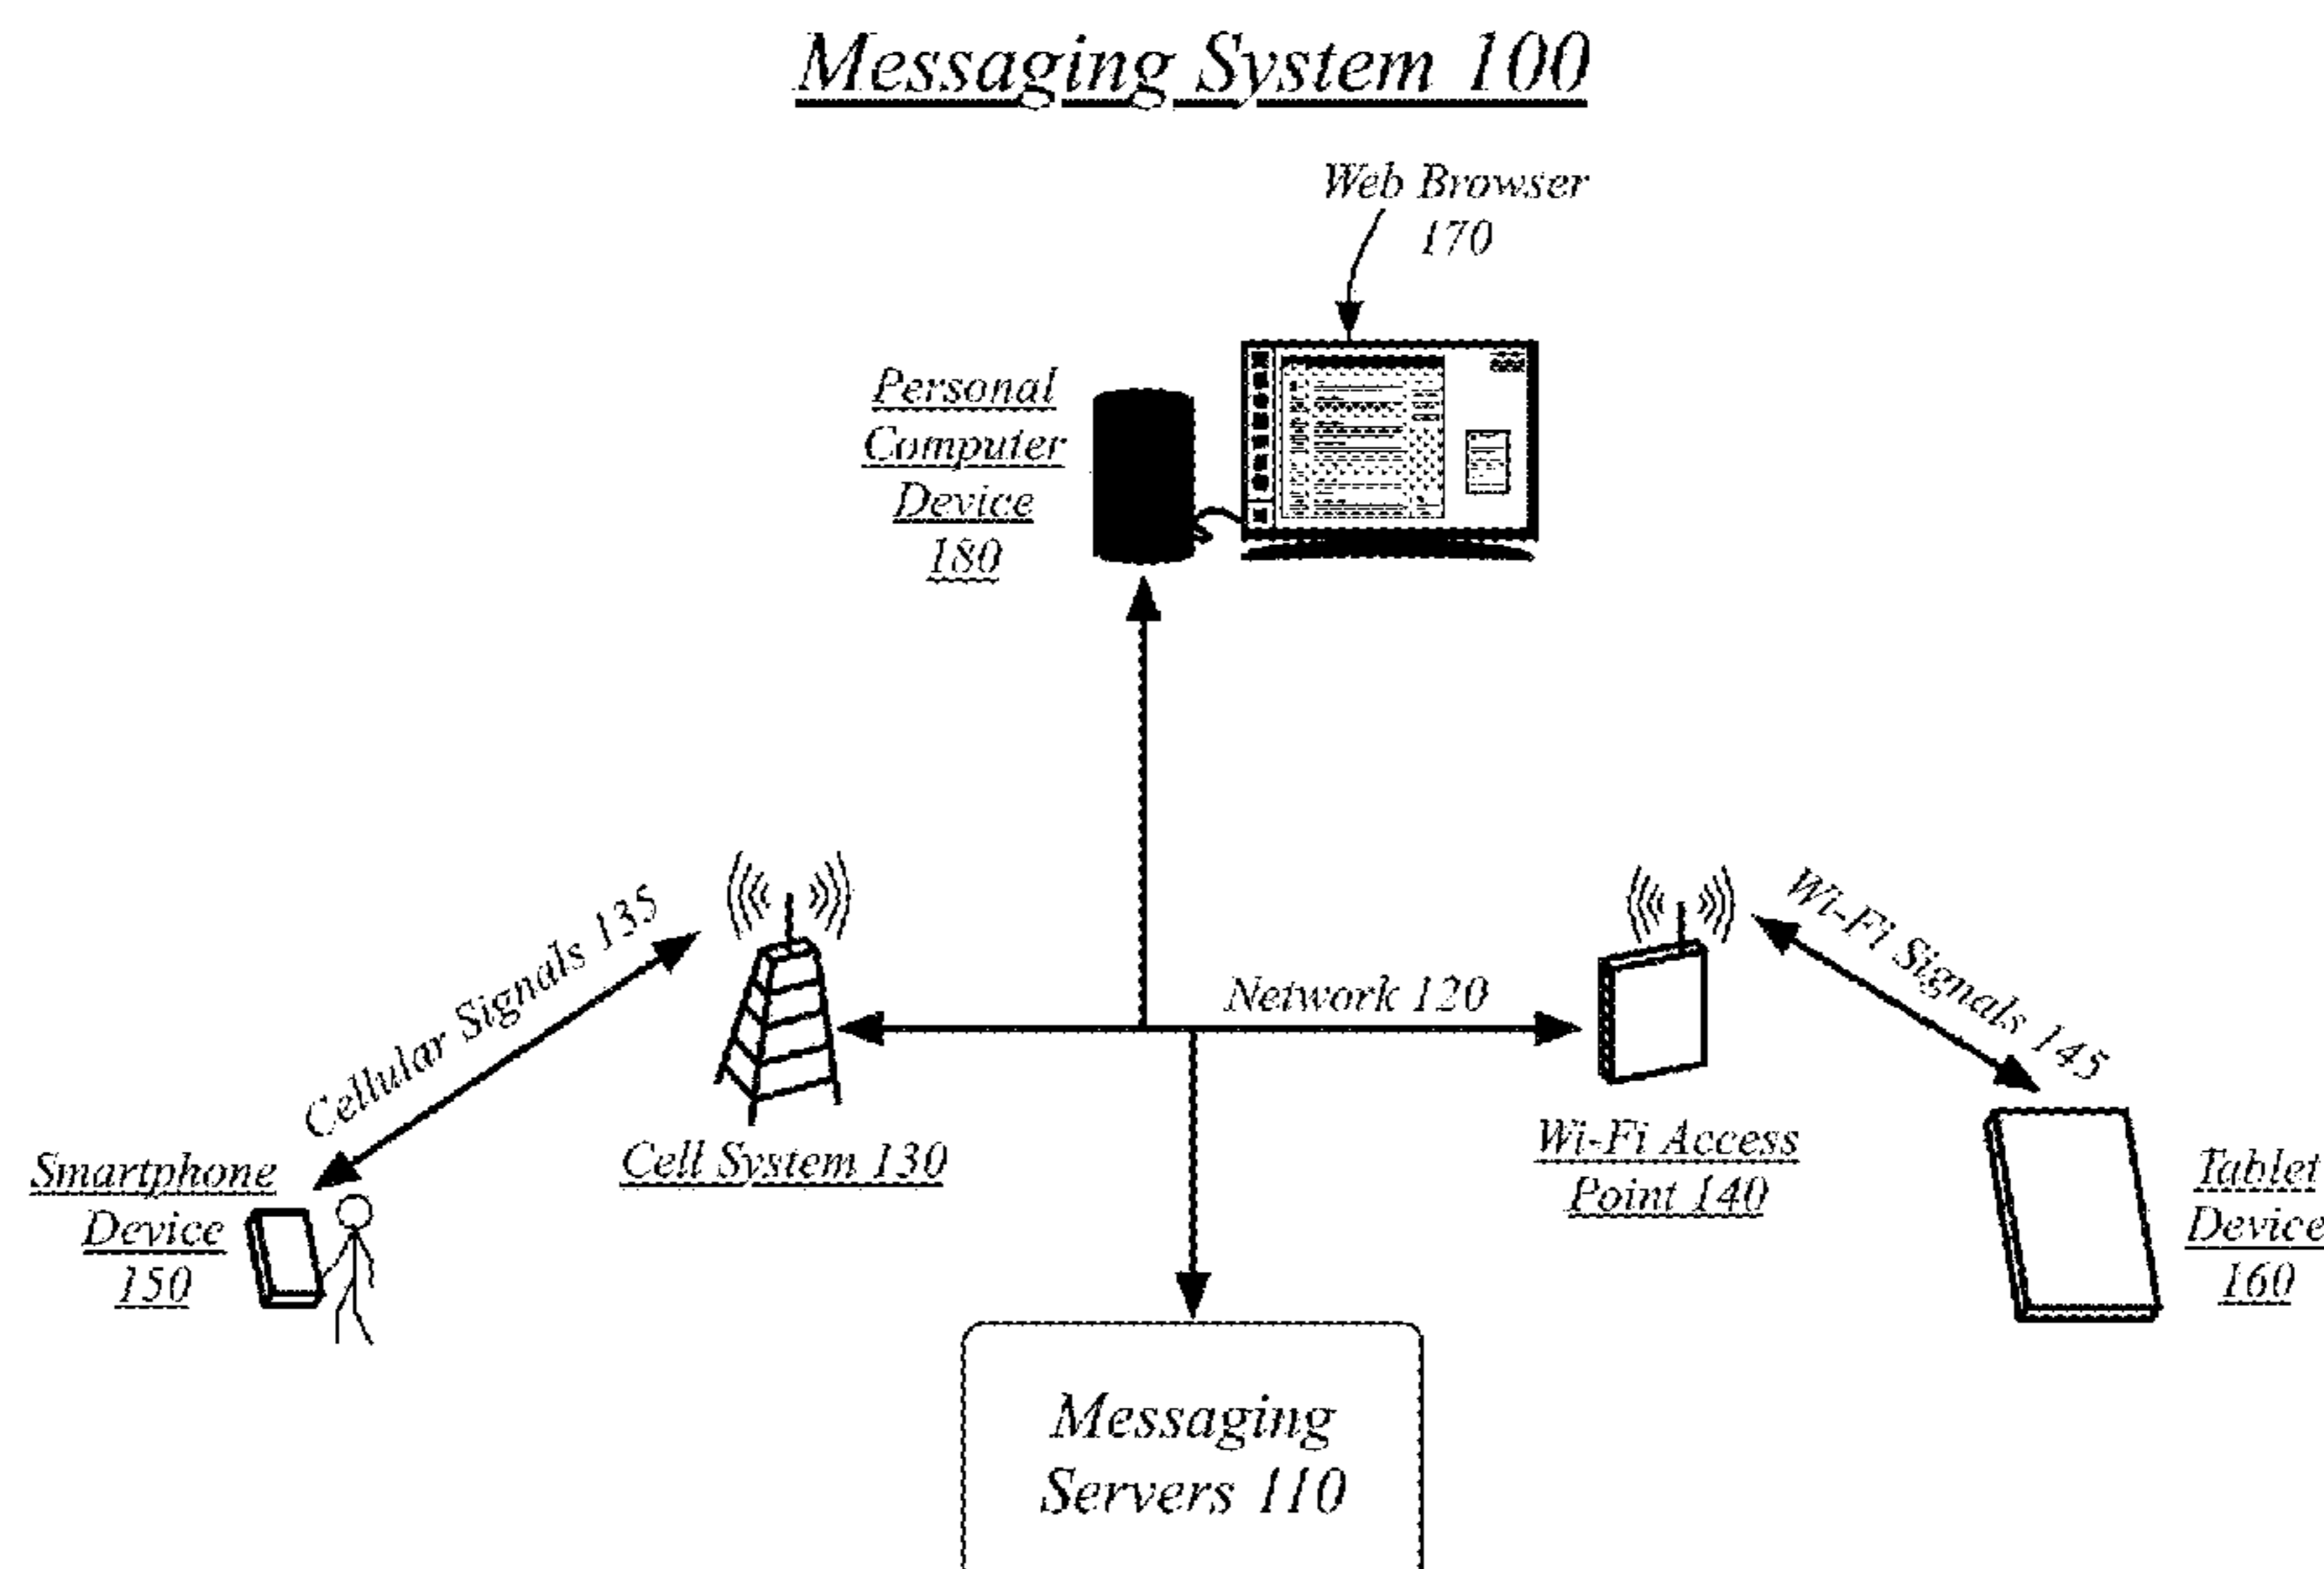 Messaging System 100
Web Browser
170
Personal
Computer
Device
180
Cellular Signals 135
Wi-Fi Signals 145
Network 120
Cell System 130
Wi-Fi Access
Point 140
Smartphone
Device
150
Tablet
Device
160
Messaging
Servers 110